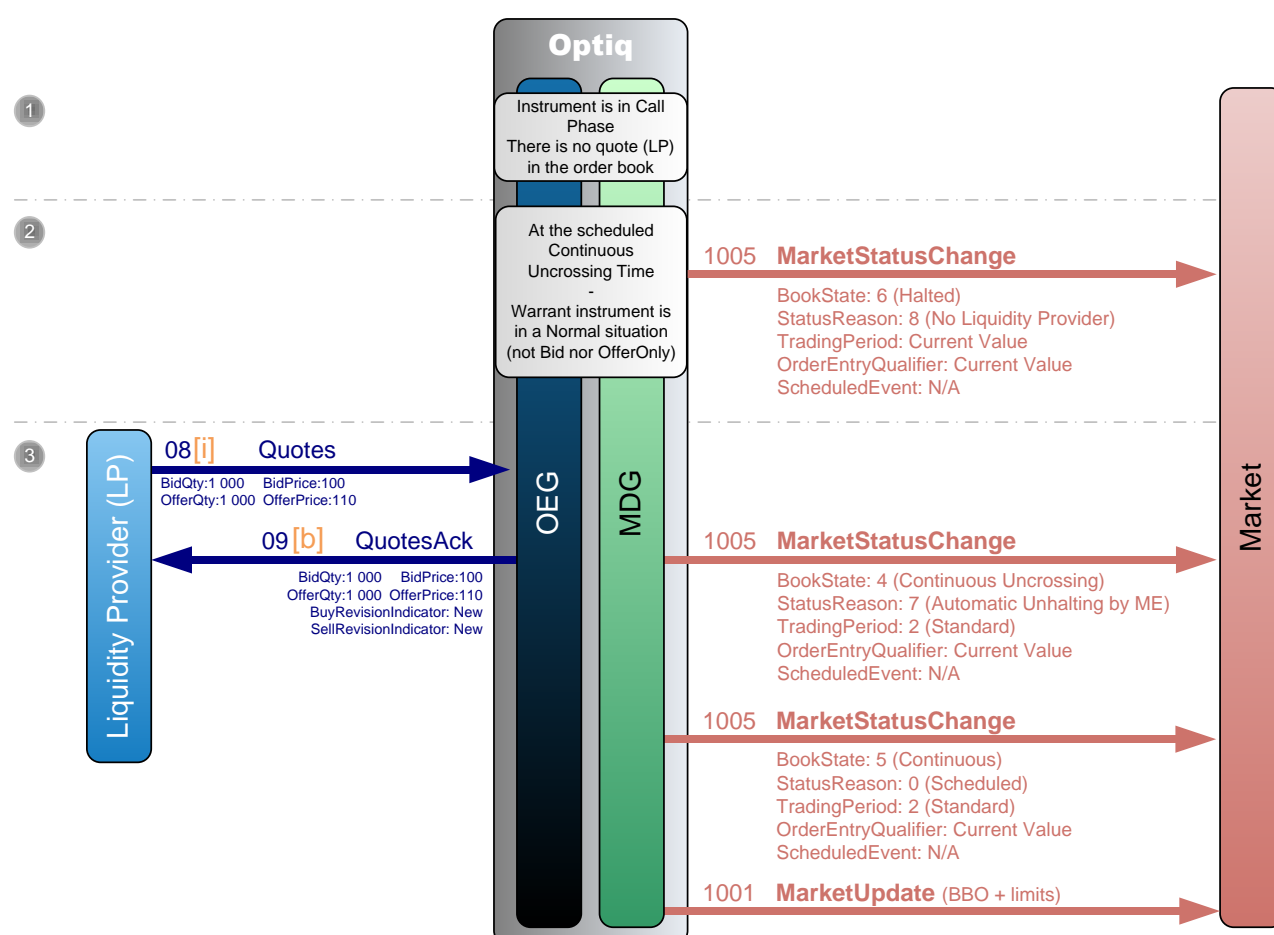 Optiq
1
Instrument is in Call
Phase
There is no quote (LP)
in the order book
2
At the scheduled
Continuous
Uncrossing Time
-
Warrant instrument is
in a Normal situation
(not Bid nor OfferOnly)
1005 MarketStatusChange
BookState: 6 (Halted)
StatusReason: 8 (No Liquidity Provider)
TradingPeriod: Current Value
OrderEntryQualifier: Current Value
ScheduledEvent: N/A
3
Liquidity Provider (LP)
08[i] Quotes
BidQty:1 000 BidPrice:100
OfferQty:1 000 OfferPrice:110
09[b] QuotesAck
BidQty:1 000 BidPrice:100
OfferQty:1 000 OfferPrice:110
BuyRevisionIndicator: New
SellRevisionIndicator: New
OEG
MDG
1005 MarketStatusChange
BookState: 4 (Continuous Uncrossing)
StatusReason: 7 (Automatic Unhalting by ME)
TradingPeriod: 2 (Standard)
OrderEntryQualifier: Current Value
ScheduledEvent: N/A
1005 MarketStatusChange
BookState: 5 (Continuous)
StatusReason: 0 (Scheduled)
TradingPeriod: 2 (Standard)
OrderEntryQualifier: Current Value
ScheduledEvent: N/A
1001 MarketUpdate (BBO + limits)
Market